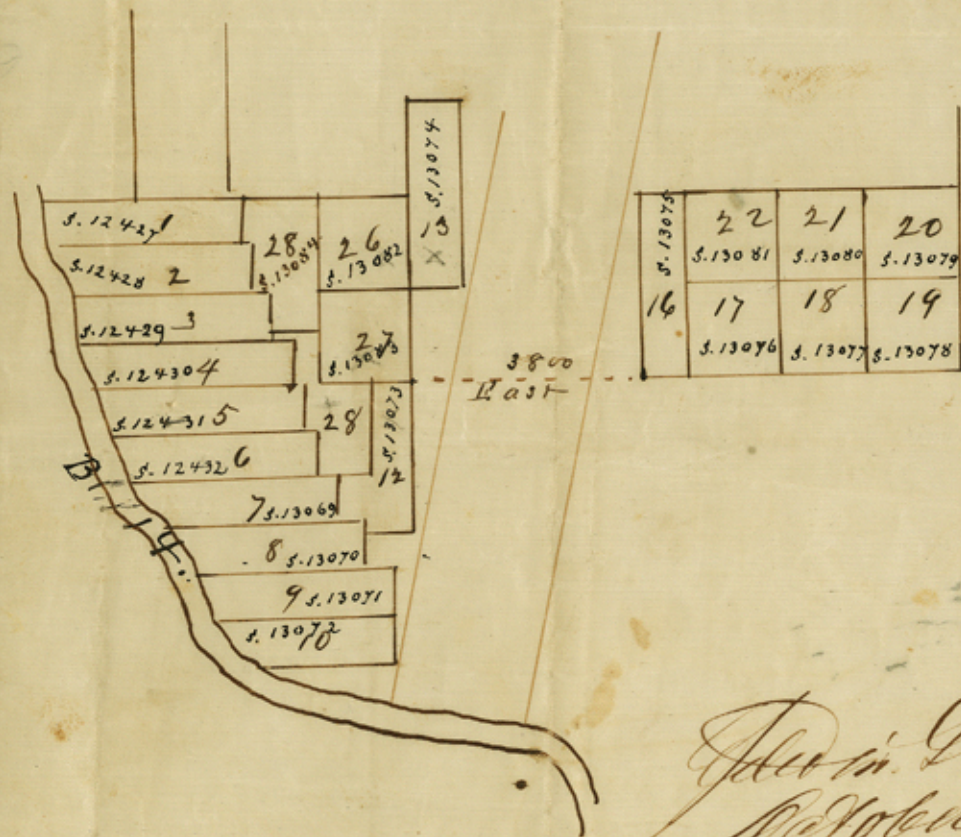 S.12427 1
S.12428 2
S.12429 3
S.12430 4
S.12431 5
S.12432 6
7 S.13069
8 S.13070
9 S.13071
S.13072 10
28
S.13084
26
S.13082
27
S.13083
28
S.13073
12
S.13074
13
X
3800
East
S.13075
16
22
S.13081
21
S.13080
20
S.13079
17
S.13076
18
S.13077
19
S.13078